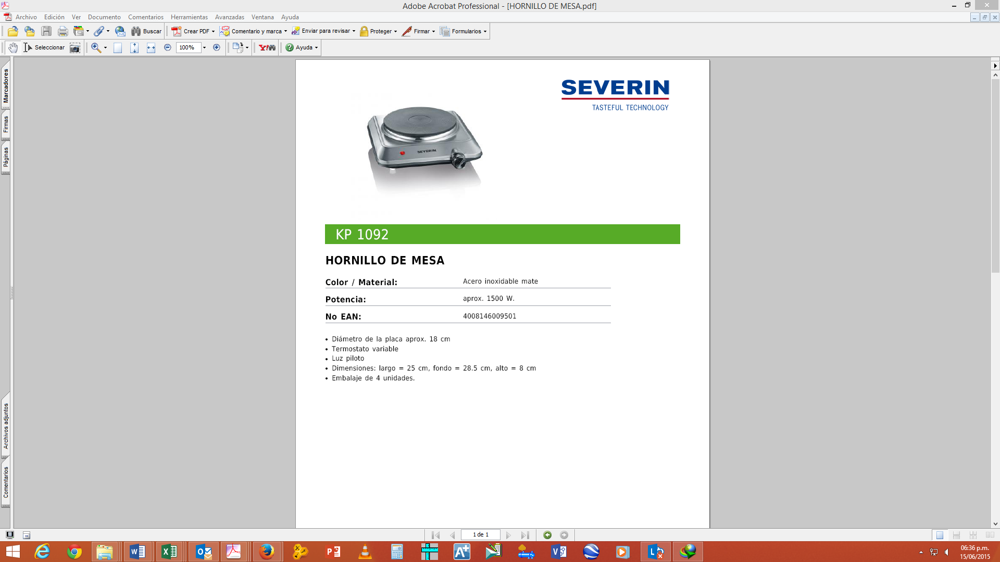 Adobe Acrobat Professional - [HORNILLO DE MESA.pdf]
Archivo Edición Ver Documento Comentarios Herramientas Avanzadas Ventana Ayuda
Buscar Crear PDF Comentario y marca Enviar para revisar Proteger Firmar Formularios
Seleccionar 100% Y! Ayuda
Marcadores
Firmas
Páginas
Archivos adjuntos
Comentarios
SEVERIN
TASTEFUL TECHNOLOGY
SEVERIN
KP 1092
HORNILLO DE MESA
Color / Material: Acero inoxidable mate
Potencia: aprox. 1500 W.
No EAN: 4008146009501
• Diámetro de la placa aprox. 18 cm
• Termostato variable
• Luz piloto
• Dimensiones: largo = 25 cm, fondo = 28.5 cm, alto = 8 cm
• Embalaje de 4 unidades.
1 de 1
06:36 p.m.
15/06/2015